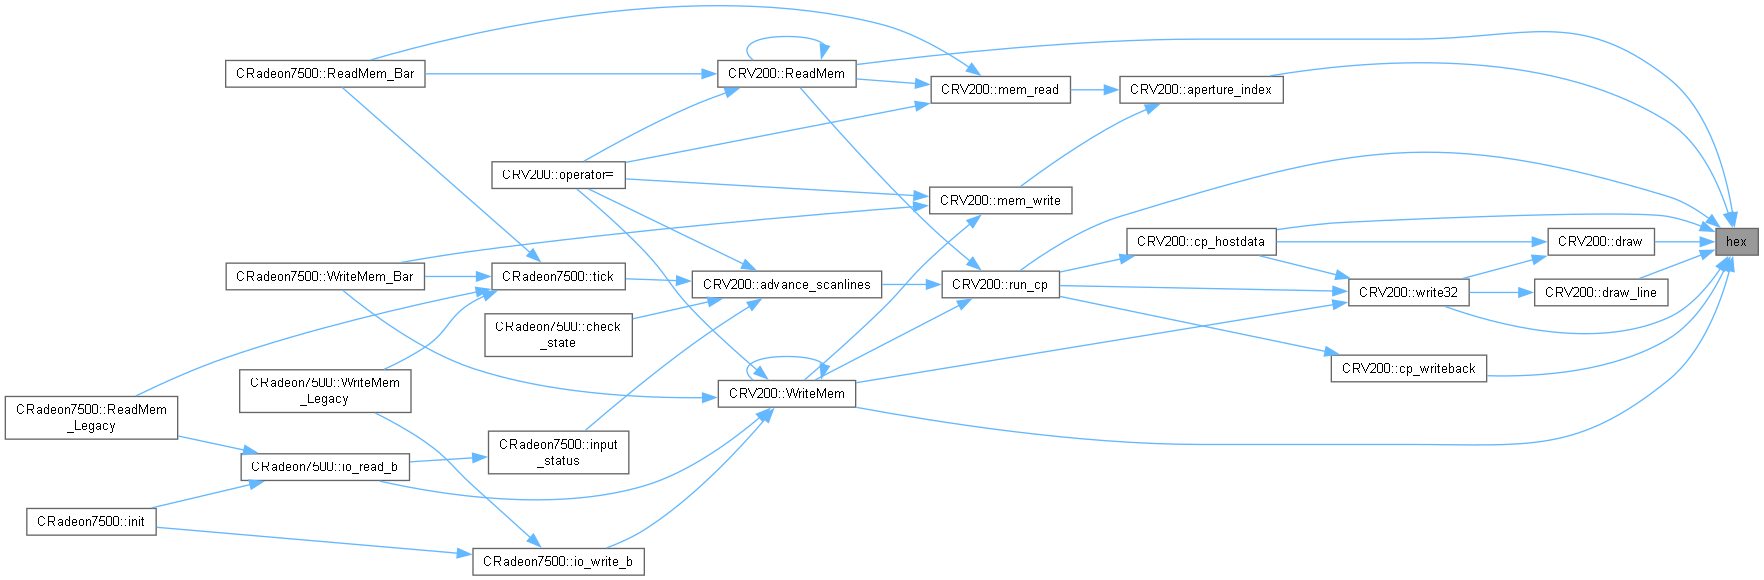 CRadeon7500::ReadMem_Bar
CRV200::ReadMem
CRV200::mem_read
CRV200::aperture_index
CRV200::operator=
CRV200::mem_write
CRV200::cp_hostdata
CRV200::draw
hex
CRadeon7500::WriteMem_Bar
CRadeon7500::tick
CRV200::advance_scanlines
CRV200::run_cp
CRV200::write32
CRV200::draw_line
CRadeon7500::check
_state
CRV200::cp_writeback
CRadeon7500::WriteMem
_Legacy
CRV200::WriteMem
CRadeon7500::ReadMem
_Legacy
CRadeon7500::input
_status
CRadeon7500::io_read_b
CRadeon7500::init
CRadeon7500::io_write_b